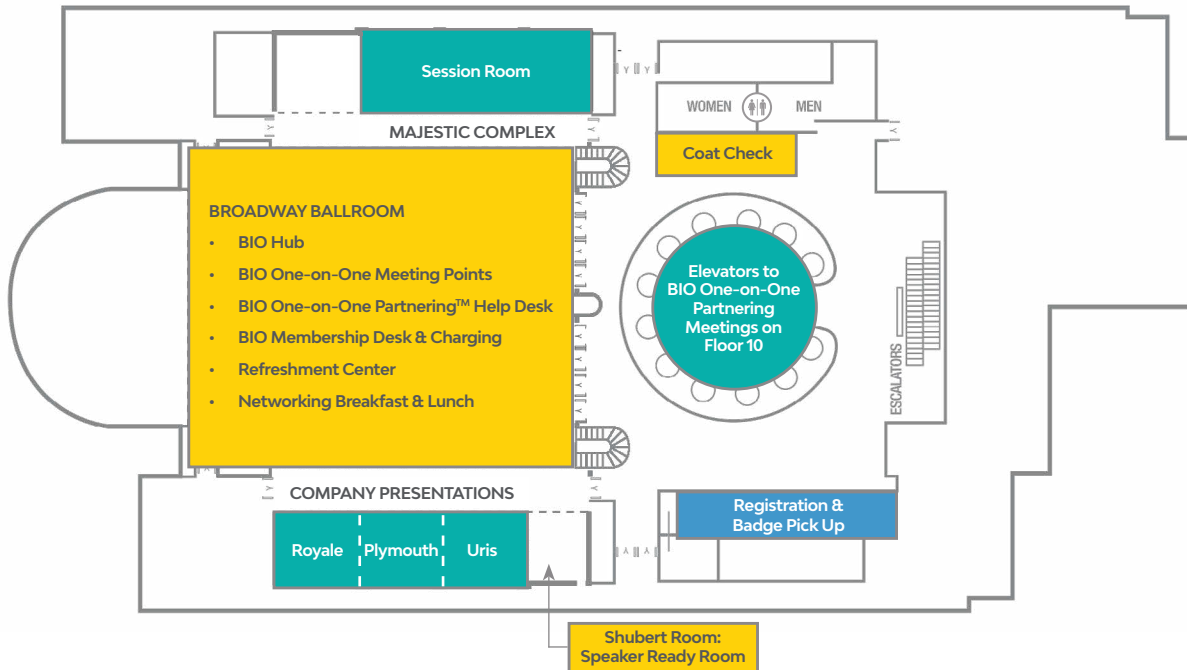 Session Room
WOMEN
MEN
MAJESTIC COMPLEX
Coat Check
BROADWAY BALLROOM
• BIO Hub
• BIO One-on-One Meeting Points
• BIO One-on-One Partnering™ Help Desk
• BIO Membership Desk & Charging
• Refreshment Center
• Networking Breakfast & Lunch
Elevators to
BIO One-on-One
Partnering
Meetings on
Floor 10
ESCALATORS
COMPANY PRESENTATIONS
Registration &
Badge Pick Up
Royale
Plymouth
Uris
Shubert Room:
Speaker Ready Room